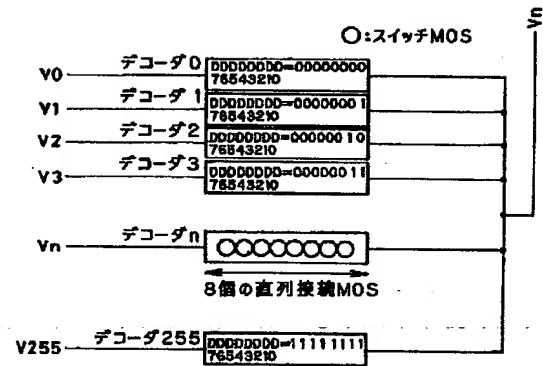 Vn
○:スイッチMOS
デコーダ0
V0
DDDDDDDD=00000000
76543210
デコーダ1
V1
DDDDDDDD=00000001
76543210
デコーダ2
V2
DDDDDDDD=00000010
76543210
デコーダ3
V3
DDDDDDDD=00000011
76543210
デコーダn
Vn
8個の直列接続MOS
デコーダ255
V255
DDDDDDDD=11111111
76543210